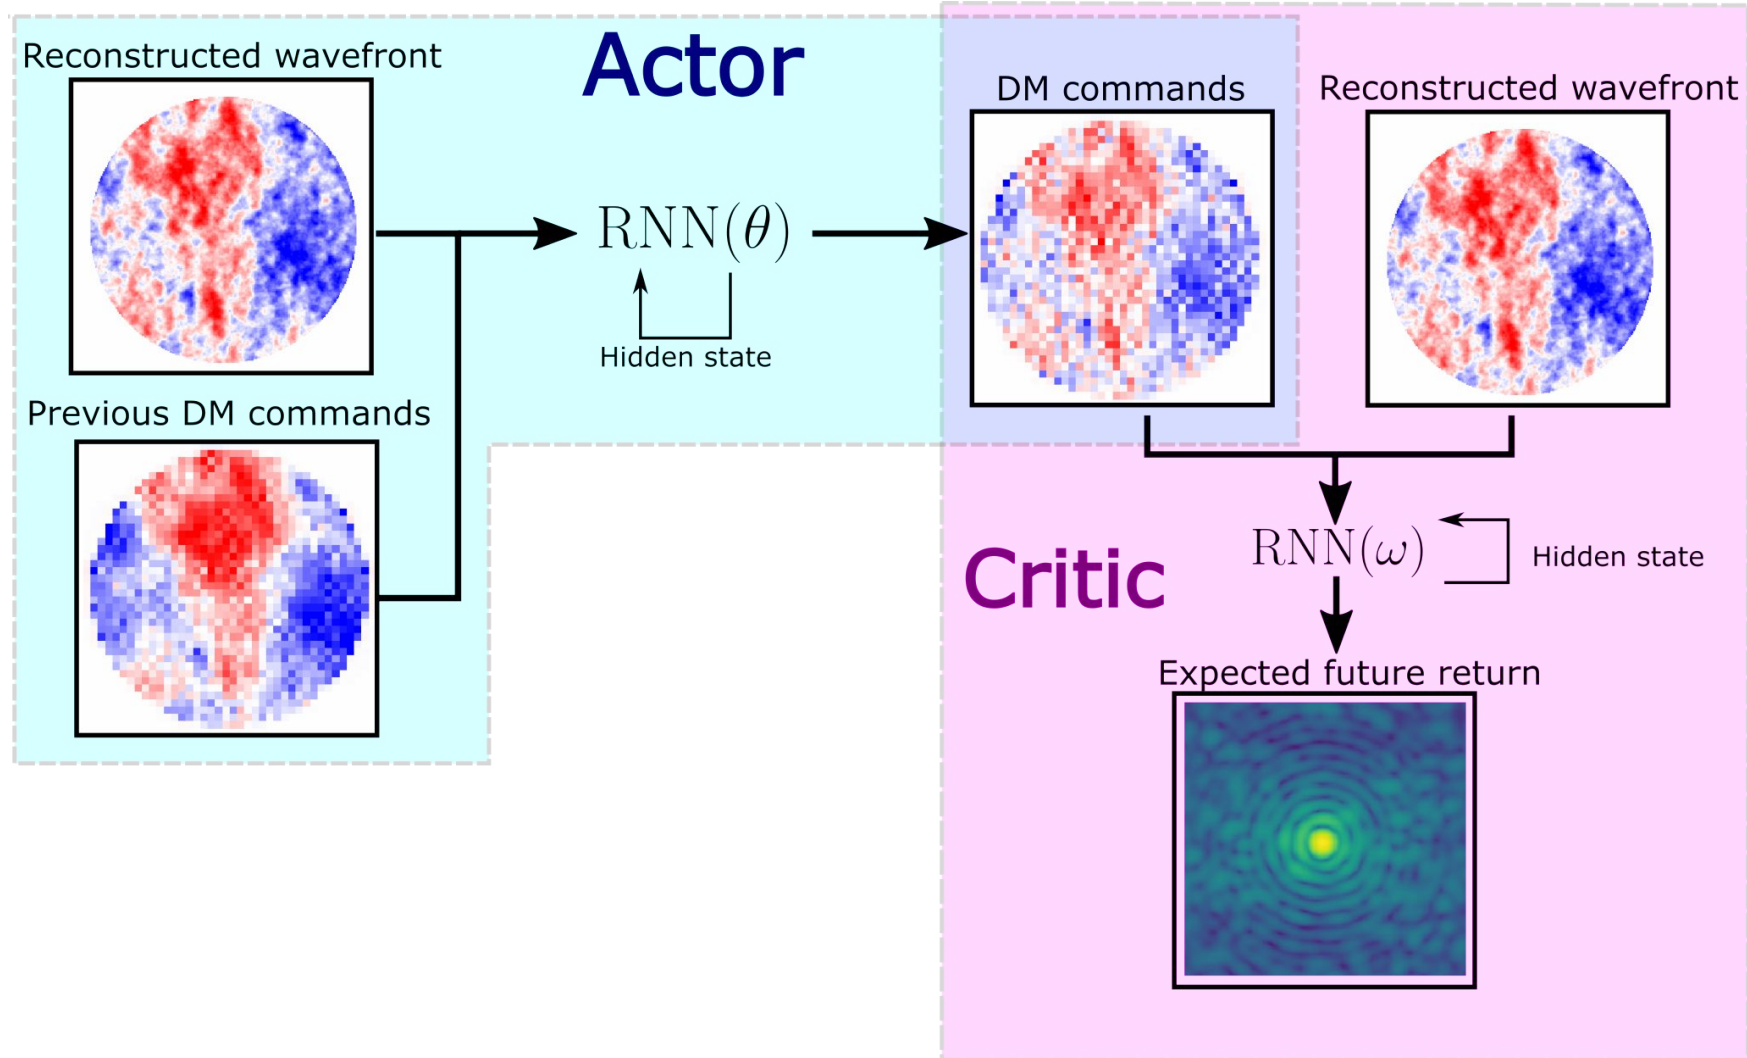 Actor
Reconstructed wavefront
DM commands
Reconstructed wavefront
RNN(θ)
Hidden state
Previous DM commands
RNN(ω)
Hidden state
Critic
Expected future return